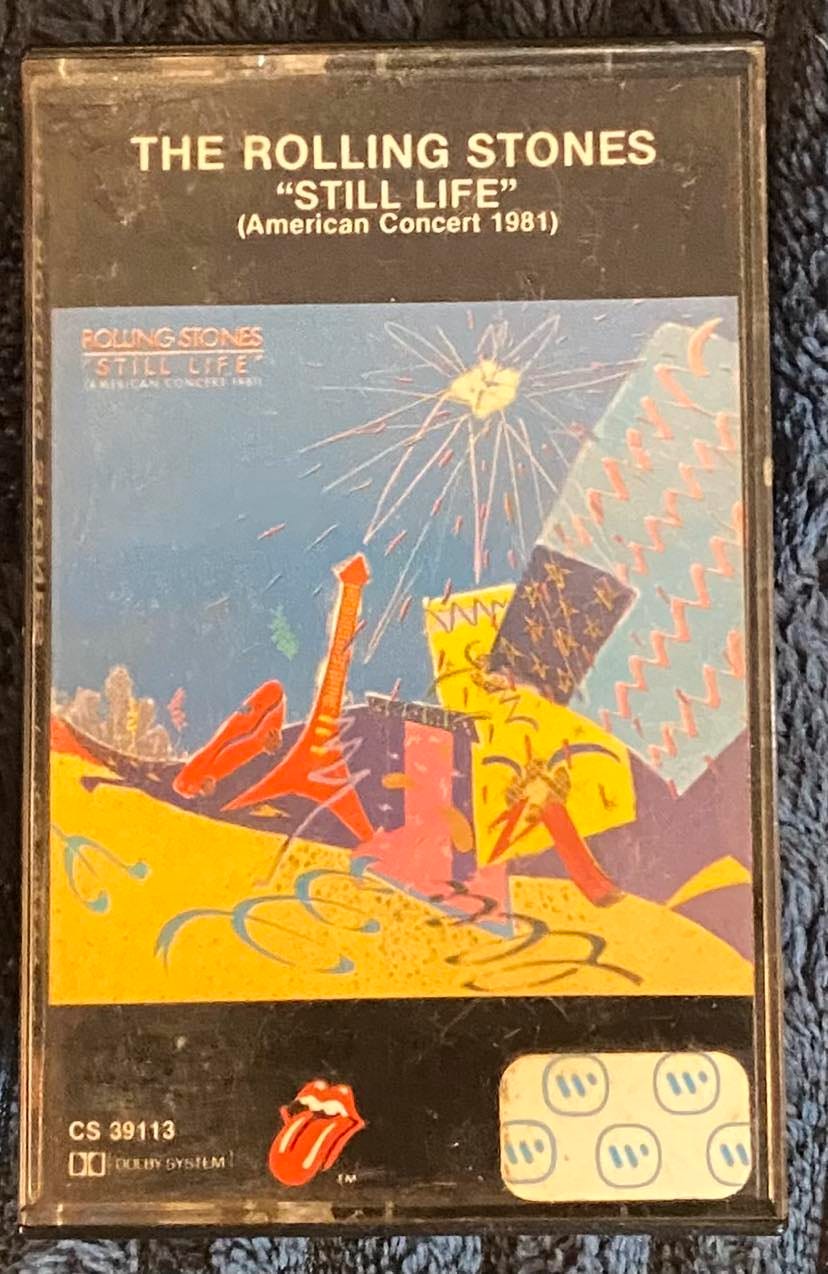 THE ROLLING STONES
“STILL LIFE”
(American Concert 1981)
ROLLING STONES
"STILL LIFE"
(AMERICAN CONCERT 1981)
CS 39113
DOLBY SYSTEM
TM